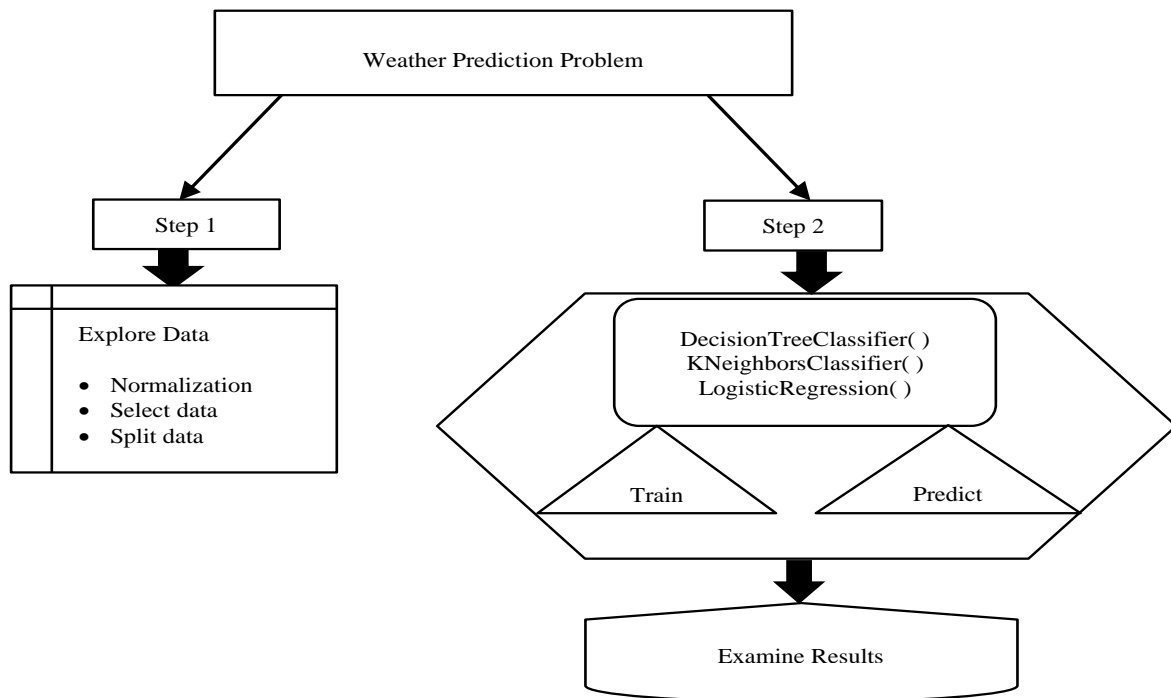 Weather Prediction Problem
Step 1
Explore Data
• Normalization
• Select data
• Split data
Step 2
DecisionTreeClassifier( )
KNeighborsClassifier( )
LogisticRegression( )
Train
Predict
Examine Results